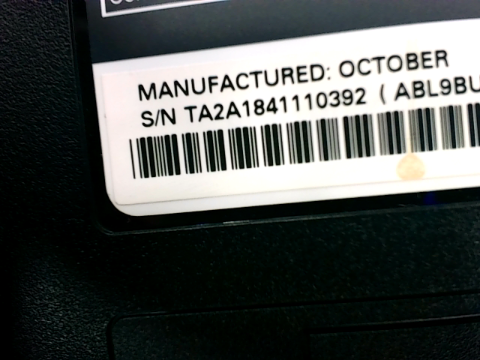 MANUFACTURED: OCTOBER
S/N TA2A1841110392 ( ABL9BU